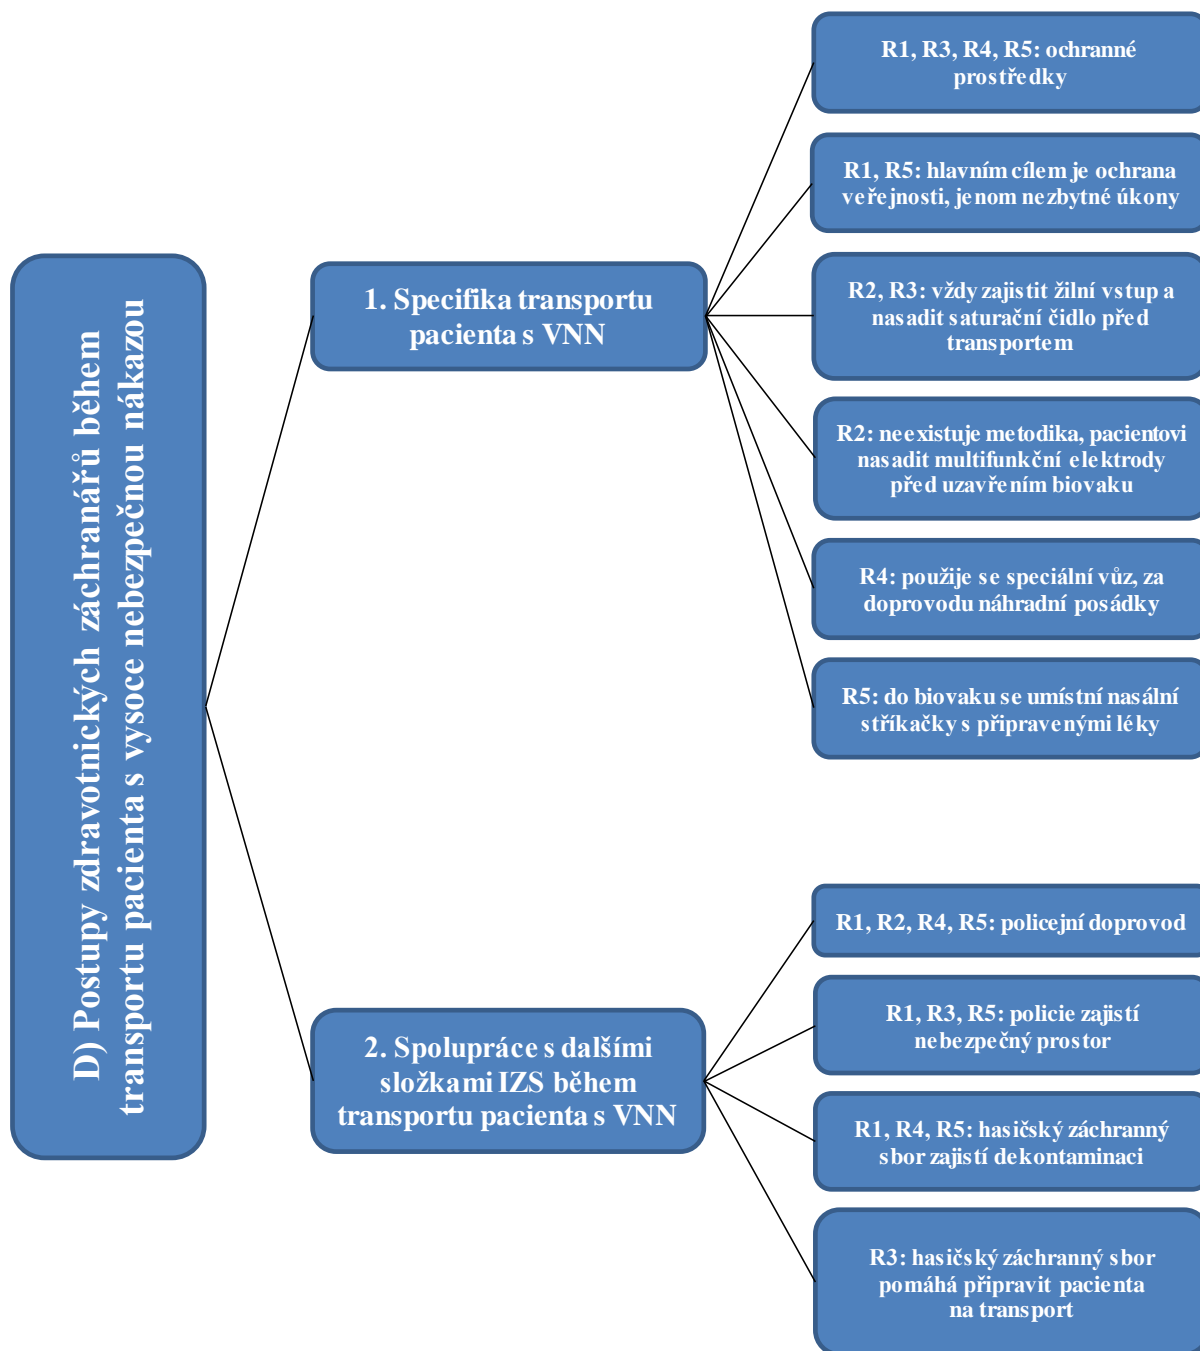 D) Postupy zdravotnických záchranářů během
transportu pacienta s vysoce nebezpečnou nákazou
1. Specifika transportu
pacienta s VNN
R1, R3, R4, R5: ochranné
prostředky
R1, R5: hlavním cílem je ochrana
veřejnosti, jenom nezbytné úkony
R2, R3: vždy zajistit žilní vstup a
nasadit saturační čidlo před
transportem
R2: neexistuje metodika, pacientovi
nasadit multifunkční elektrody
před uzavřením biovaku
R4: použije se speciální vůz, za
doprovodu náhradní posádky
R5: do biovaku se umístní nasální
stříkačky s připravenými léky
2. Spolupráce s dalšími
složkami IZS během
transportu pacienta s VNN
R1, R2, R4, R5: policejní doprovod
R1, R3, R5: policie zajistí
nebezpečný prostor
R1, R4, R5: hasičský záchranný
sbor zajistí dekontaminaci
R3: hasičský záchranný sbor
pomáhá připravit pacienta
na transport